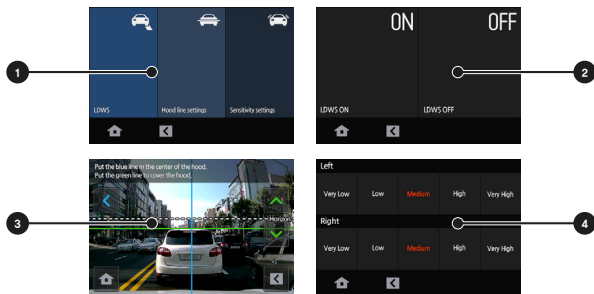 1
LDWS
Hood line settings
Sensitivity settings
ON
OFF
LDWS ON
LDWS OFF
2
3
Put the blue line in the center of the hood.
Put the green line to cover the hood.
Horizon
Left
Very Low
Low
Medium
High
Very High
Right
Very Low
Low
Medium
High
Very High
4